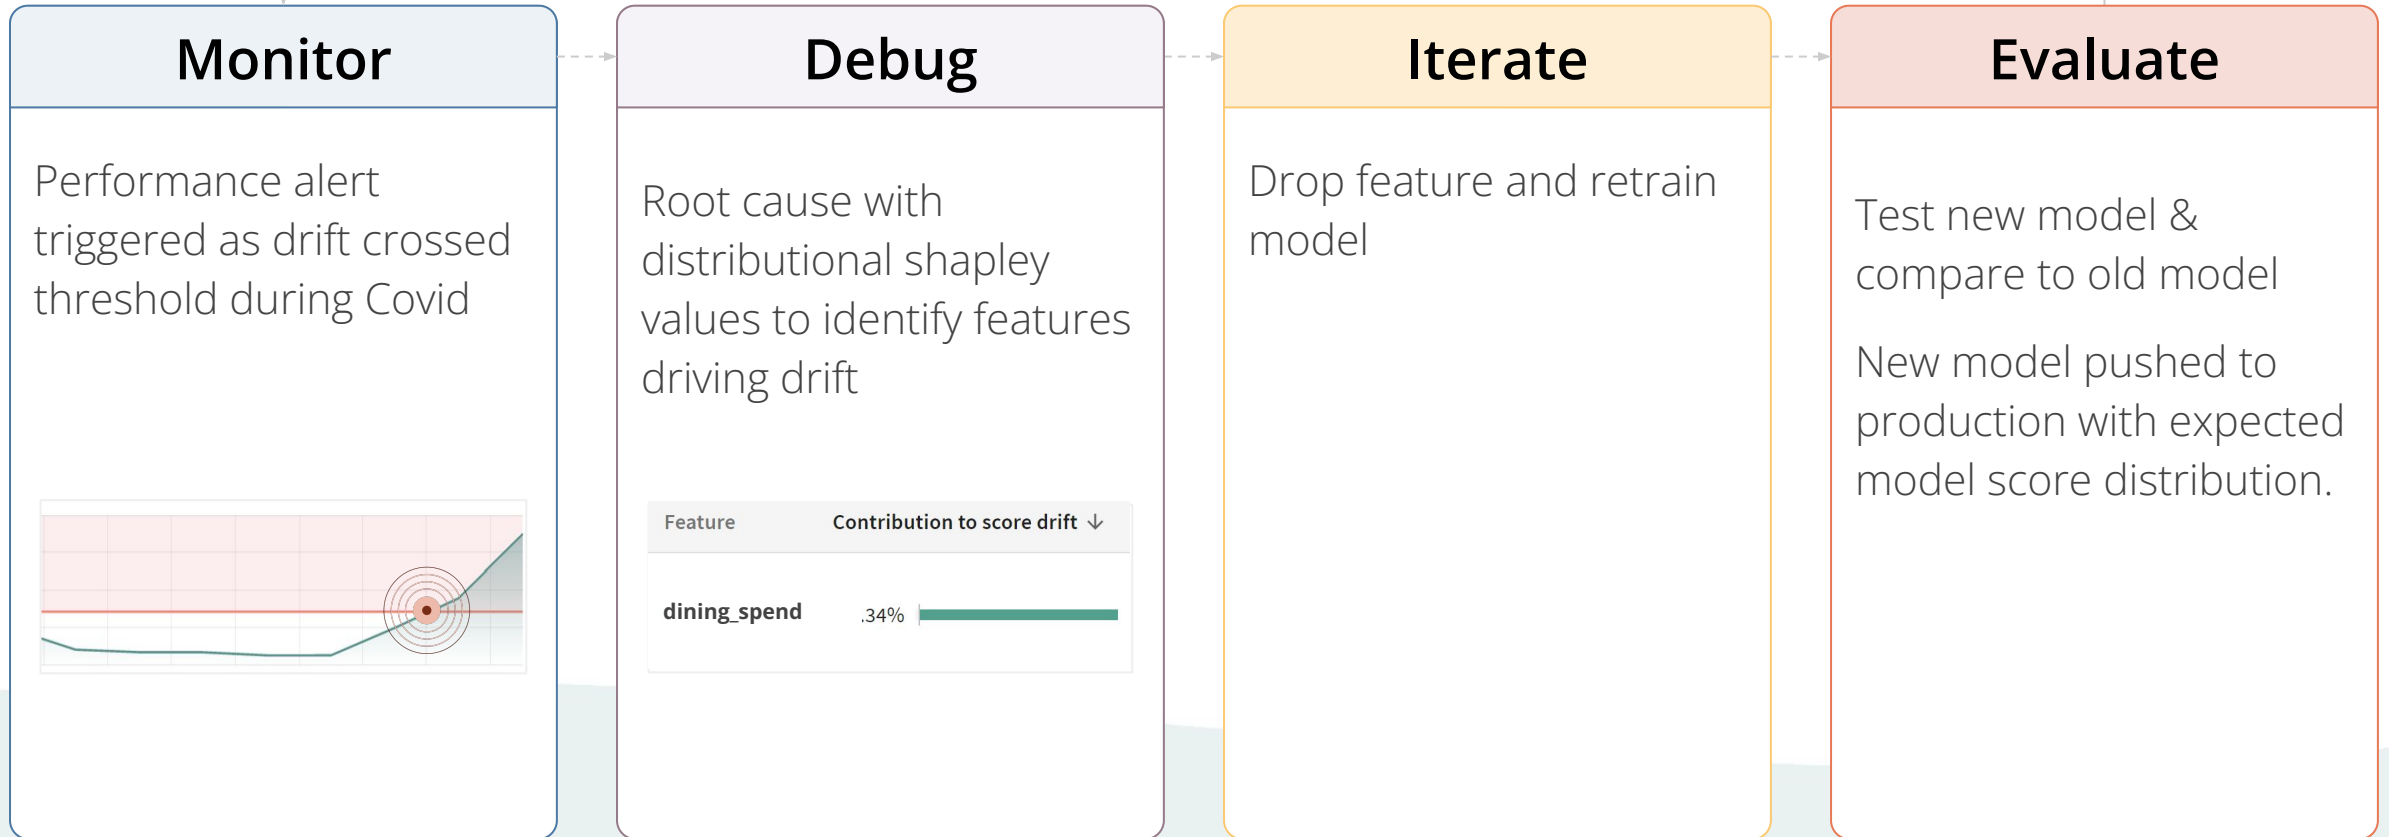 Monitor
Performance alert
triggered as drift crossed
threshold during Covid
Debug
Root cause with
distributional shapley
values to identify features
driving drift
Feature Contribution to score drift ↓
dining_spend .34%
Iterate
Drop feature and retrain
model
Evaluate
Test new model &
compare to old model
New model pushed to
production with expected
model score distribution.